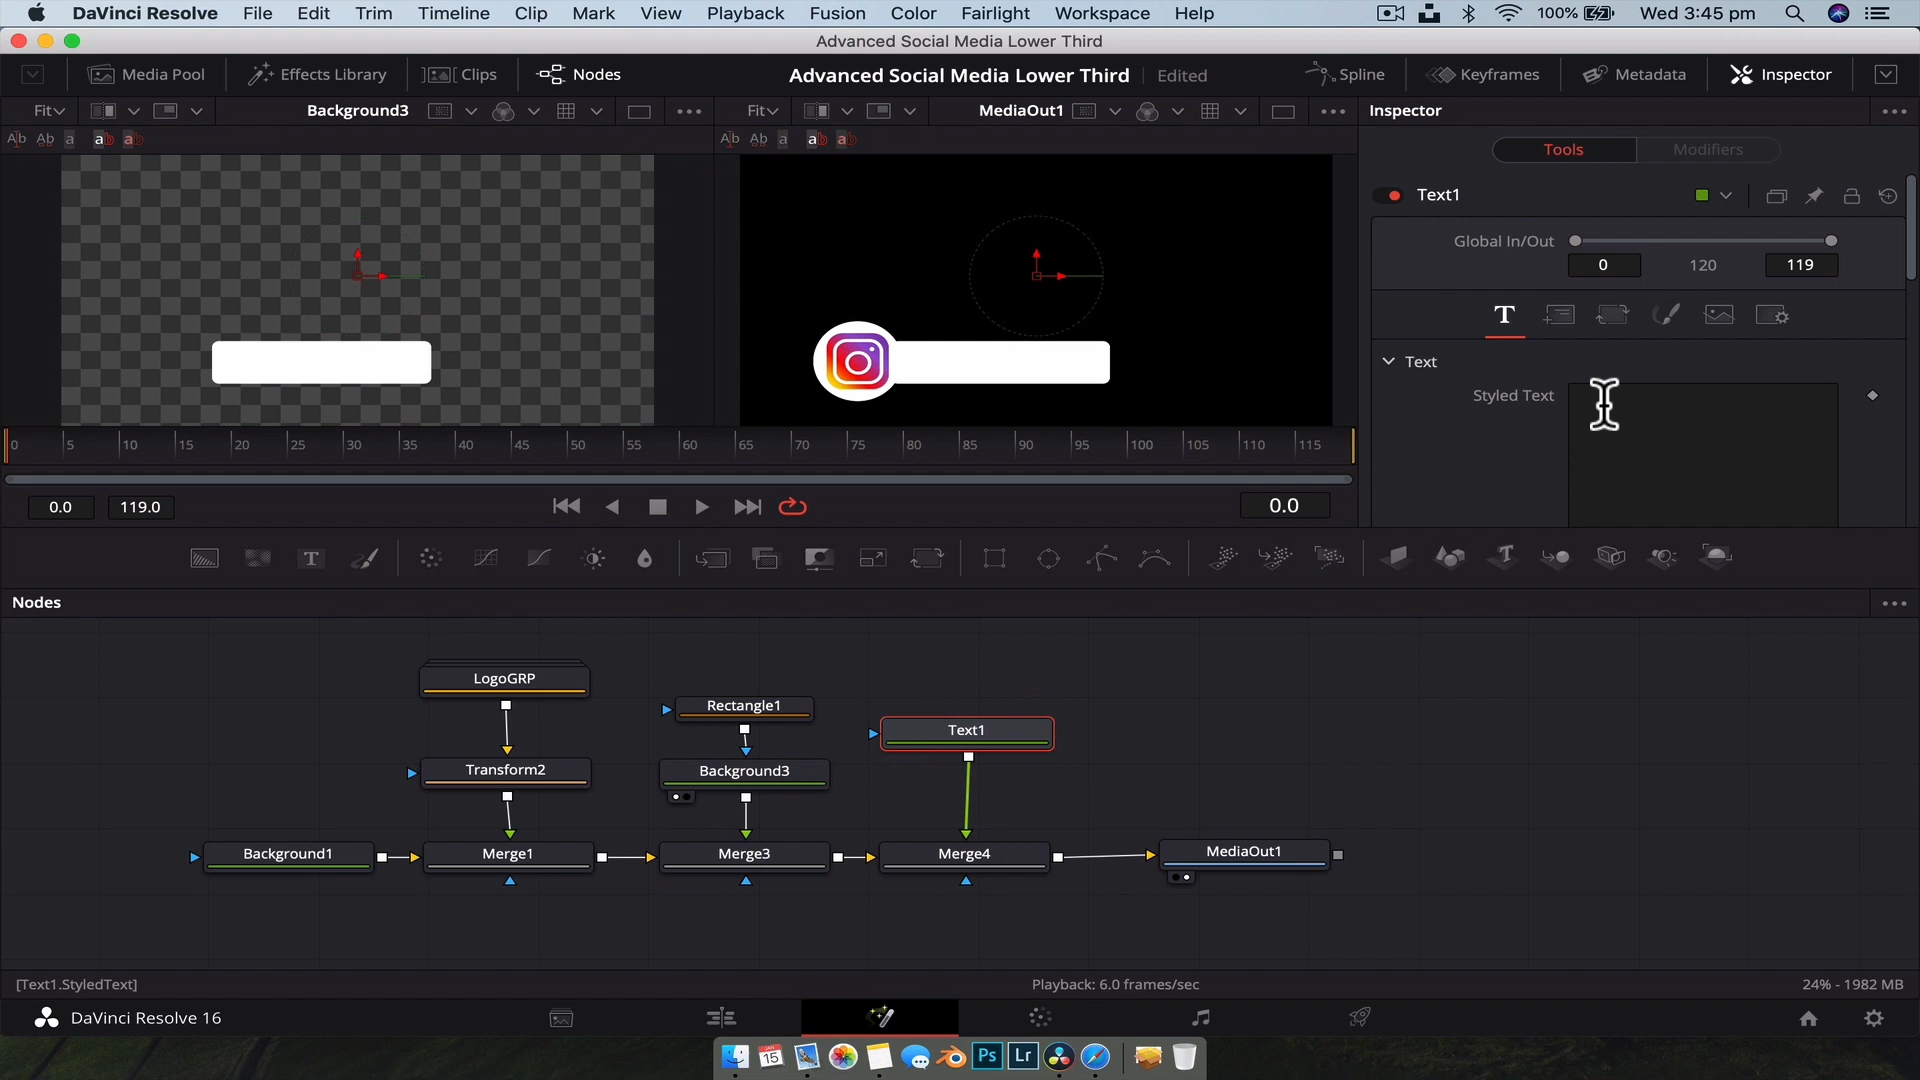 DaVinci Resolve File Edit Trim Timeline Clip Mark View Playback Fusion Color Fairlight Workspace Help 100% Wed 3:45 pm
Advanced Social Media Lower Third
Media Pool Effects Library Clips Nodes Advanced Social Media Lower Third Edited Spline Keyframes Metadata Inspector
Fit Background3 Fit MediaOut1 Inspector
Tools Modifiers
Text1
Global In/Out
0 120 119
T
Text
Styled Text
0 5 10 15 20 25 30 35 40 45 50 55 60 65 70 75 80 85 90 95 100 105 110 115
0.0 119.0 0.0
Nodes
LogoGRP
Rectangle1
Text1
Transform2
Background3
Background1 Merge1 Merge3 Merge4 MediaOut1
[Text1.StyledText] Playback: 6.0 frames/sec 24% - 1982 MB
DaVinci Resolve 16
15 Ps Lr